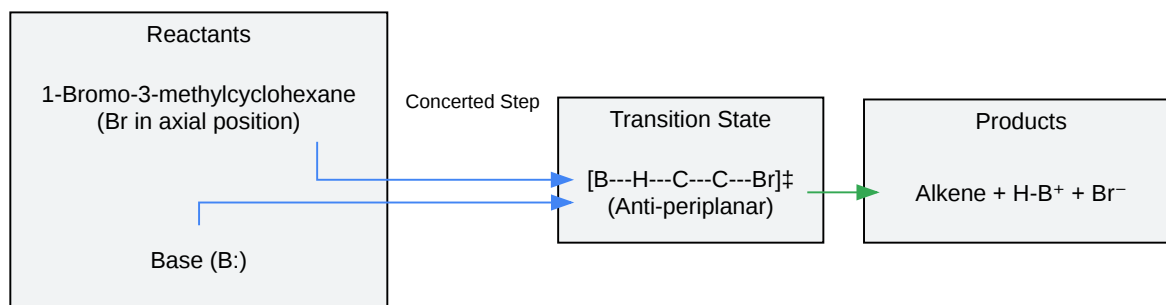 Reactants
1-Bromo-3-methylcyclohexane
(Br in axial position)
Base (B:)
Concerted Step
Transition State
[B---H---C---C---Br]‡
(Anti-periplanar)
Products
Alkene + H-B⁺ + Br⁻